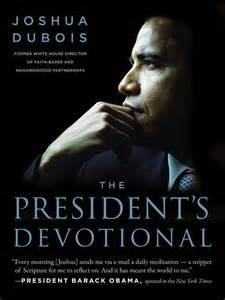 JOSHUA
DUBOIS
FORMER WHITE HOUSE DIRECTOR
OF FAITH-BASED AND
NEIGHBORHOOD PARTNERSHIPS
THE
PRESIDENT'S
DEVOTIONAL
"Every morning [Joshua] sends me via e-mail a daily meditation — a snippet
of Scripture for me to reflect on. And it has meant the world to me."
—PRESIDENT BARACK OBAMA, quoted in the New York Times